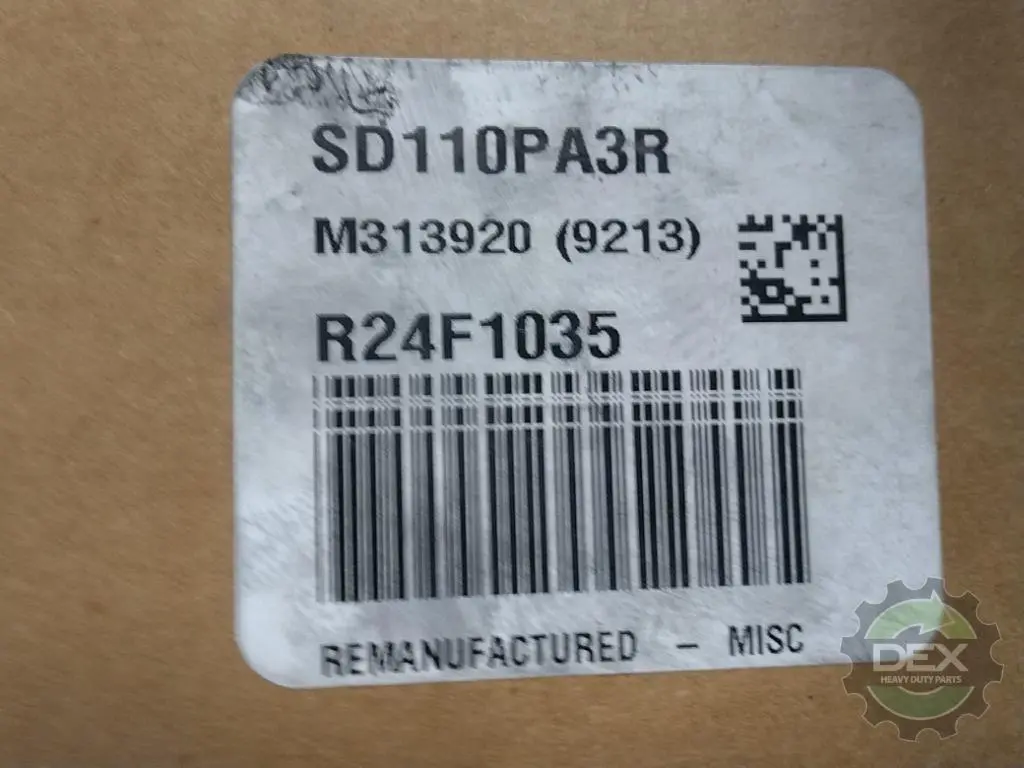 SD110PA3R
M313920 (9213)
R24F1035
REMANUFACTURED - MISC
DEX
HEAVY DUTY PARTS